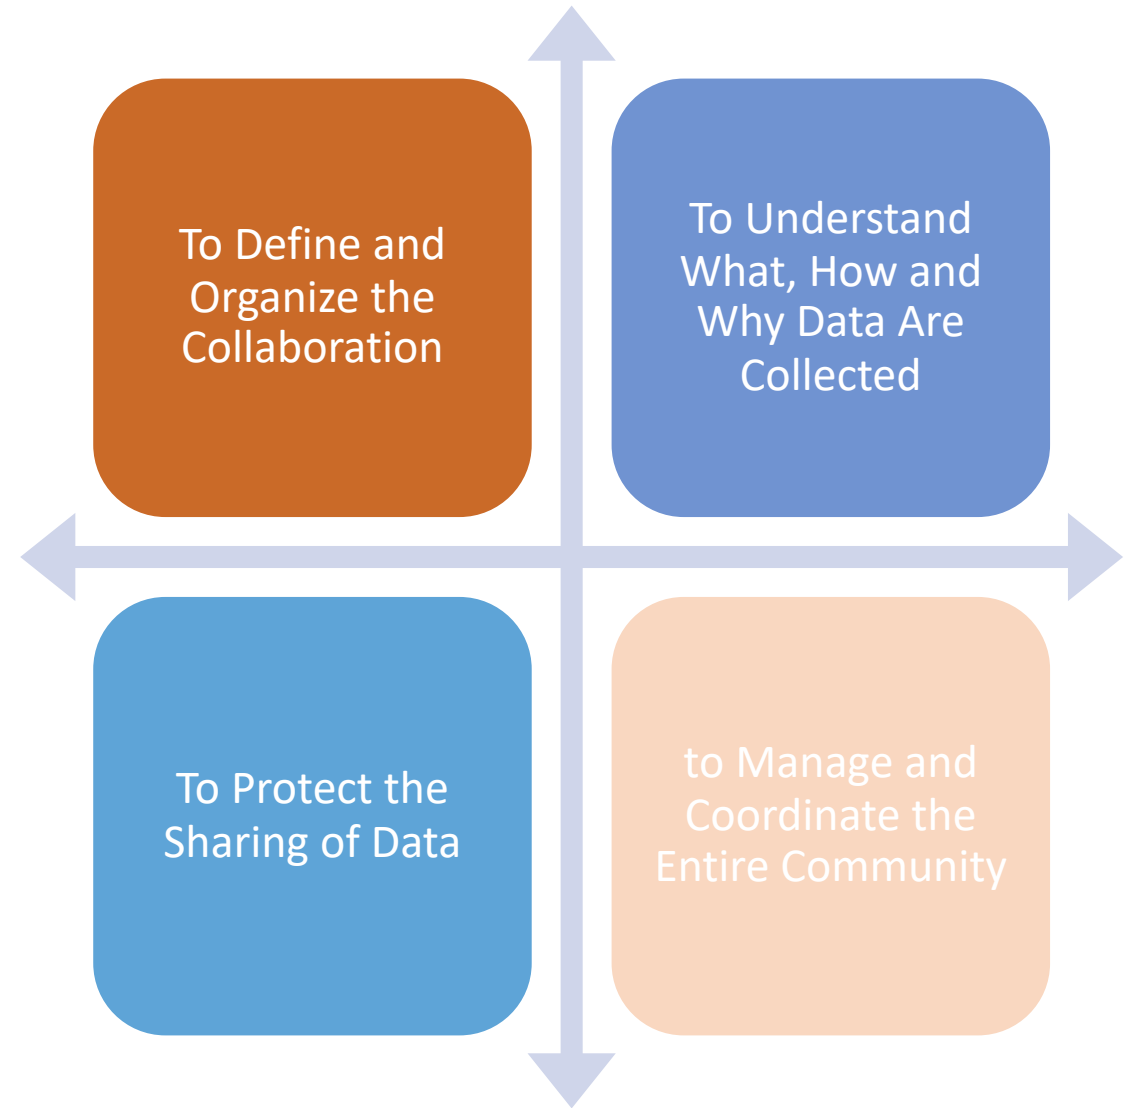 To Define and
Organize the
Collaboration
To Understand
What, How and
Why Data Are
Collected
To Protect the
Sharing of Data
to Manage and
Coordinate the
Entire Community